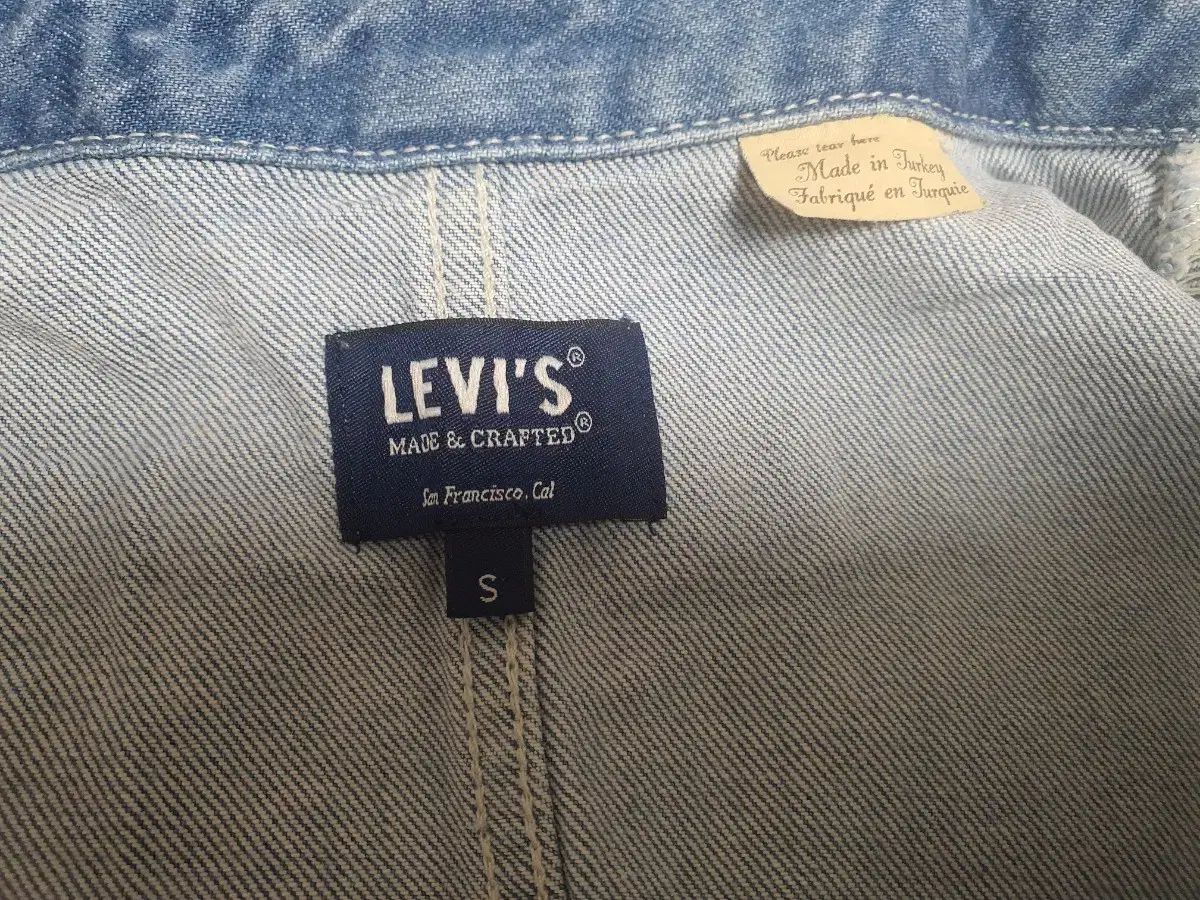 Please tear here
Made in Turkey
Fabriqué en Turquie
LEVI'S®
MADE & CRAFTED®
San Francisco, Cal
S